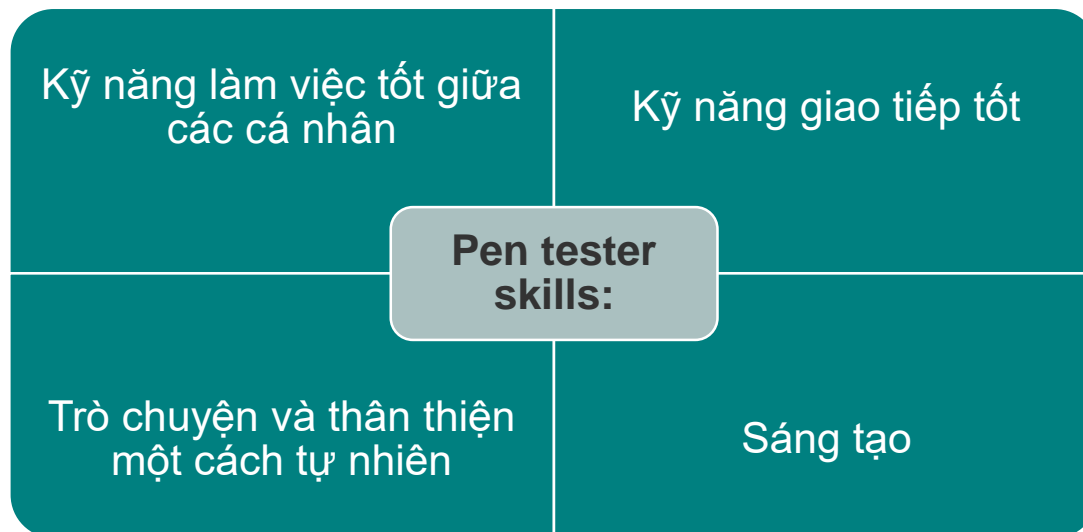 Kỹ năng làm việc tốt giữa
các cá nhân
Kỹ năng giao tiếp tốt
Pen tester
skills:
Trò chuyện và thân thiện
một cách tự nhiên
Sáng tạo